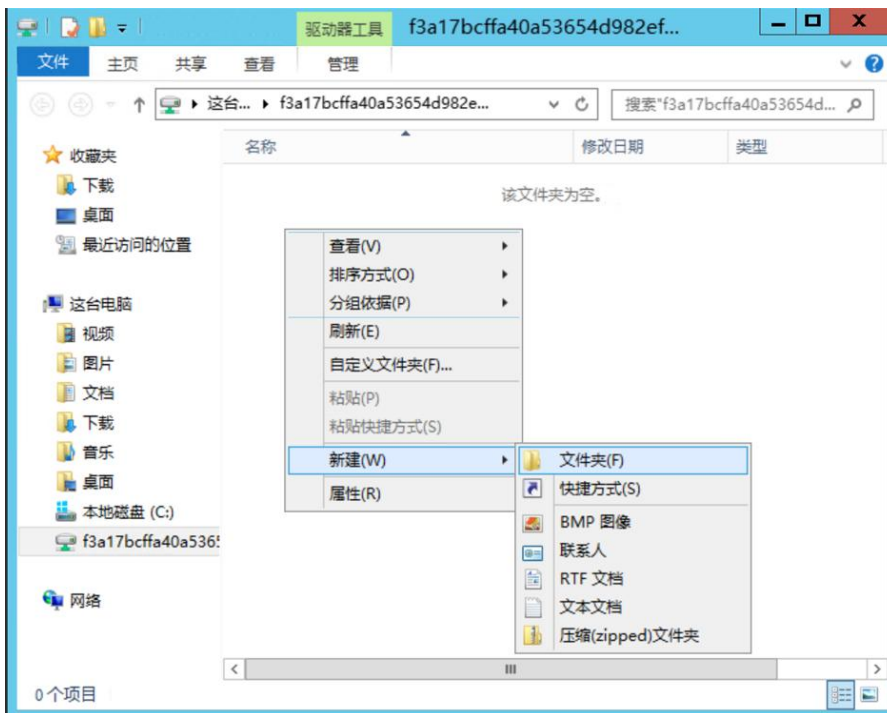 驱动器工具 f3a17bcffa40a53654d982ef...
文件 主页 共享 查看 管理
这台... f3a17bcffa40a53654d982e... 搜索"f3a17bcffa40a53654d...
名称 修改日期 类型
该文件夹为空。
收藏夹
下载
桌面
最近访问的位置
这台电脑
视频
图片
文档
下载
音乐
桌面
本地磁盘 (C:)
f3a17bcffa40a5365
网络
查看(V)
排序方式(O)
分组依据(P)
刷新(E)
自定义文件夹(F)...
粘贴(P)
粘贴快捷方式(S)
新建(W)
属性(R)
文件夹(F)
快捷方式(S)
BMP 图像
联系人
RTF 文档
文本文档
压缩(zipped)文件夹
0个项目